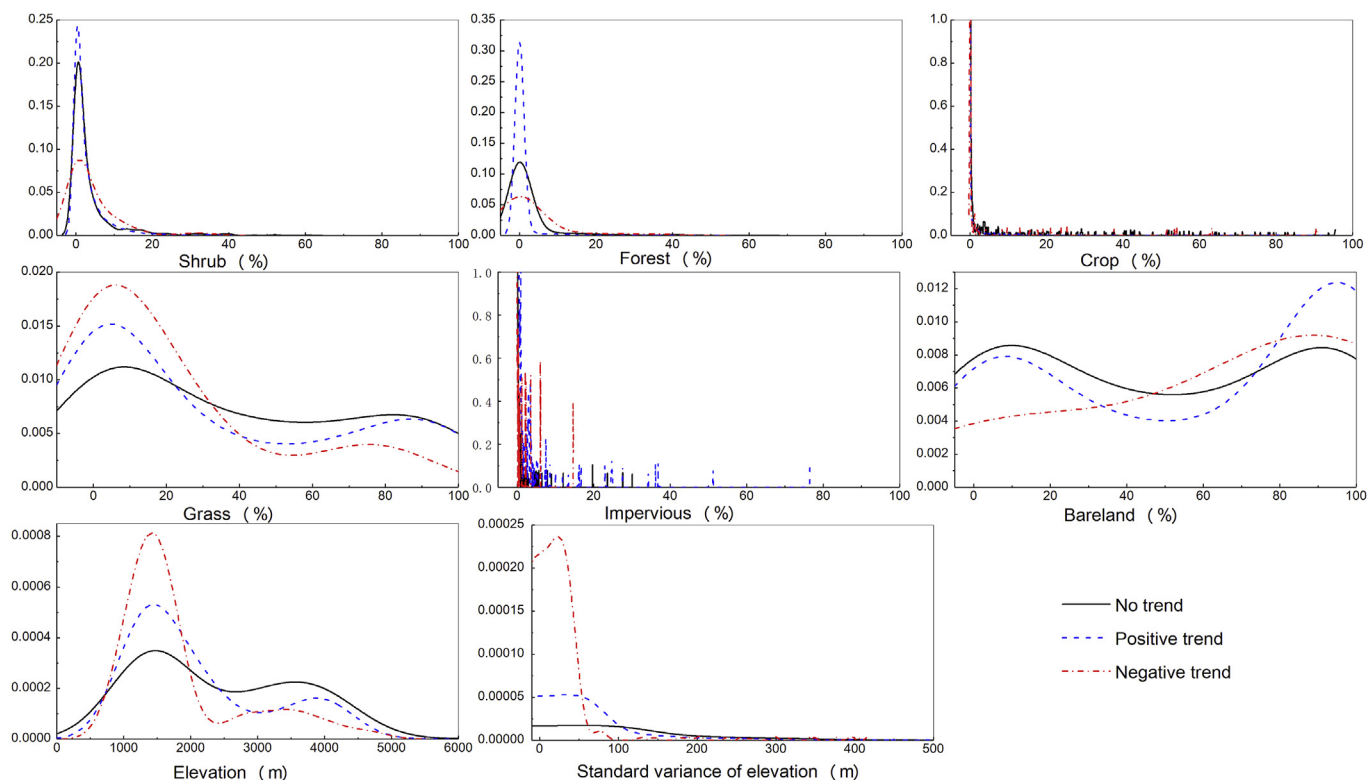 0.25
0.20
0.15
0.10
0.05
0.00
0 20 40 60 80 100
Shrub (%)
0.35
0.30
0.25
0.20
0.15
0.10
0.05
0.00
0 20 40 60 80 100
Forest (%)
1.0
0.8
0.6
0.4
0.2
0.0
0 20 40 60 80 100
Crop (%)
0.020
0.015
0.010
0.005
0.000
0 20 40 60 80 100
Grass (%)
1.0
0.8
0.6
0.4
0.2
0.0
0 20 40 60 80 100
Impervious (%)
0.012
0.010
0.008
0.006
0.004
0.002
0.000
0 20 40 60 80 100
Bareland (%)
0.0008
0.0006
0.0004
0.0002
0.0000
0 1000 2000 3000 4000 5000 6000
Elevation (m)
0.00025
0.00020
0.00015
0.00010
0.00005
0.00000
0 100 200 300 400 500
Standard variance of elevation (m)
No trend
Positive trend
Negative trend